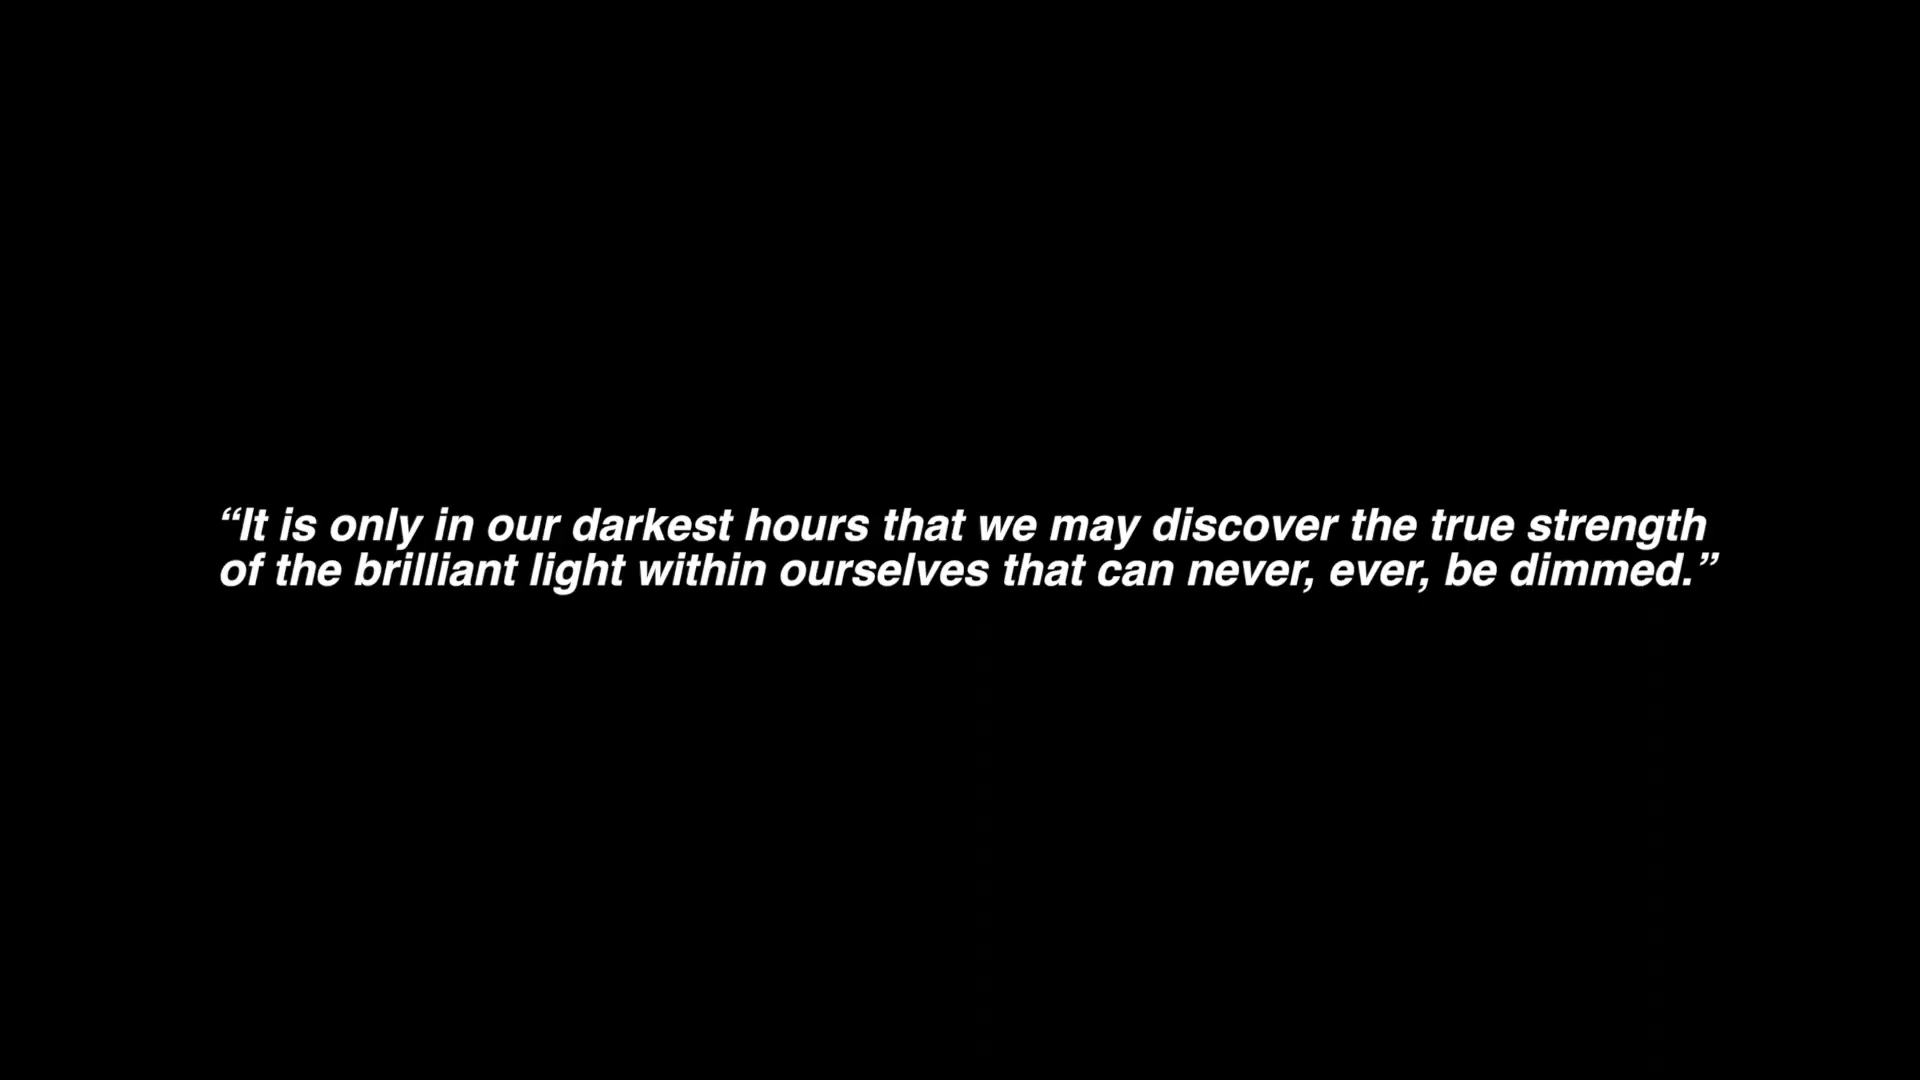 “It is only in our darkest hours that we may discover the true strength
of the brilliant light within ourselves that can never, ever, be dimmed.”